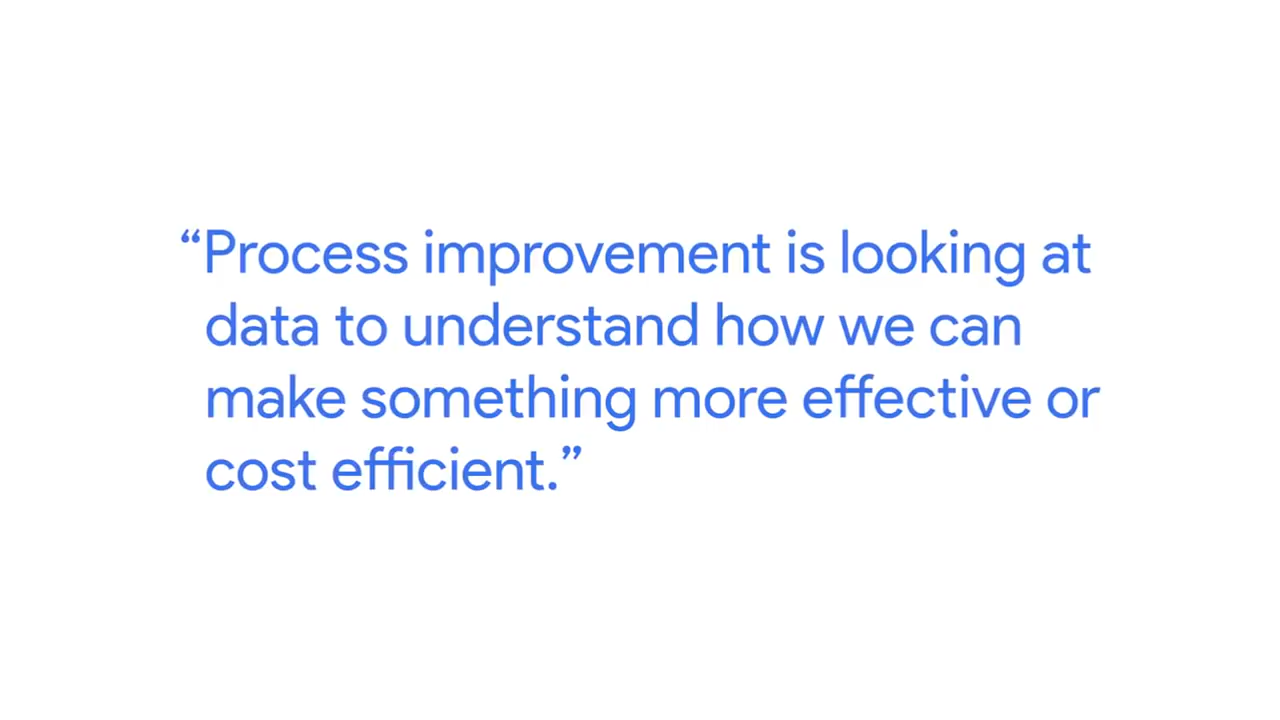 “Process improvement is looking at
data to understand how we can
make something more effective or
cost efficient.”